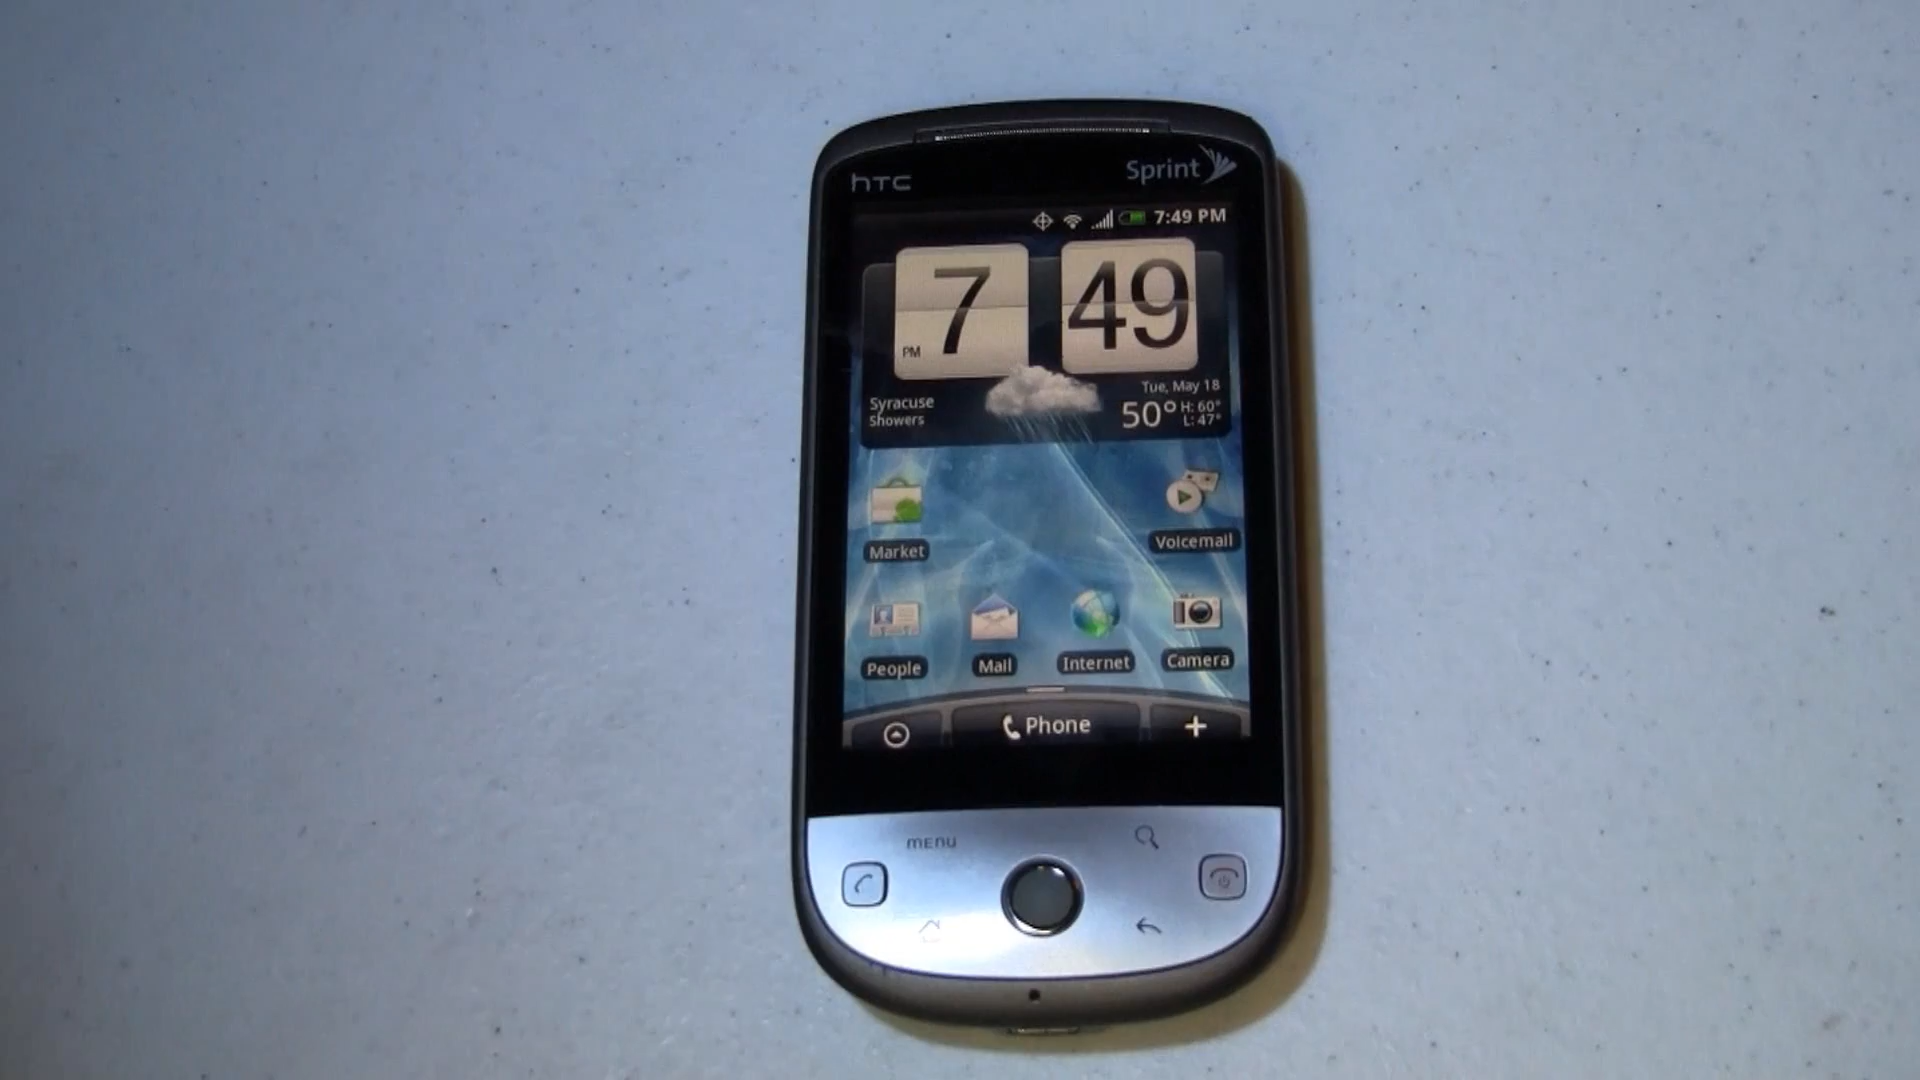 hTC
Sprint
7:49 PM
PM 7 49
Syracuse
Showers
Tue, May 18
50° H: 60°
L: 47°
Market
Voicemail
People
Mail
Internet
Camera
Phone
+
menu